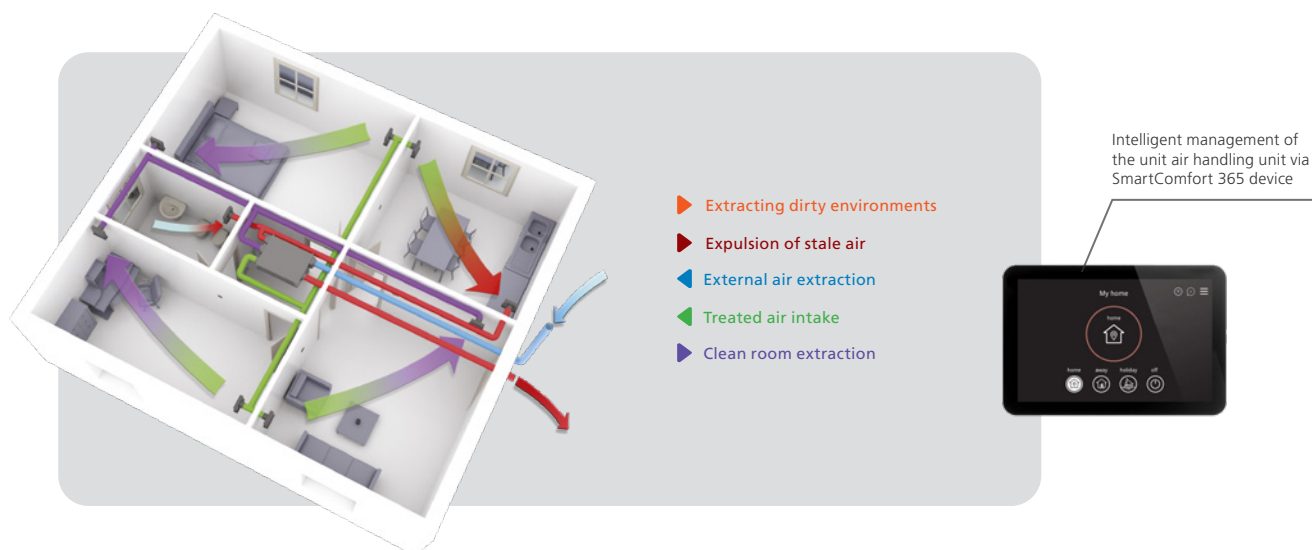 Extracting dirty environments
Expulsion of stale air
External air extraction
Treated air intake
Clean room extraction
Intelligent management of
the unit air handling unit via
SmartComfort 365 device
My home
home
home
away
holiday
off